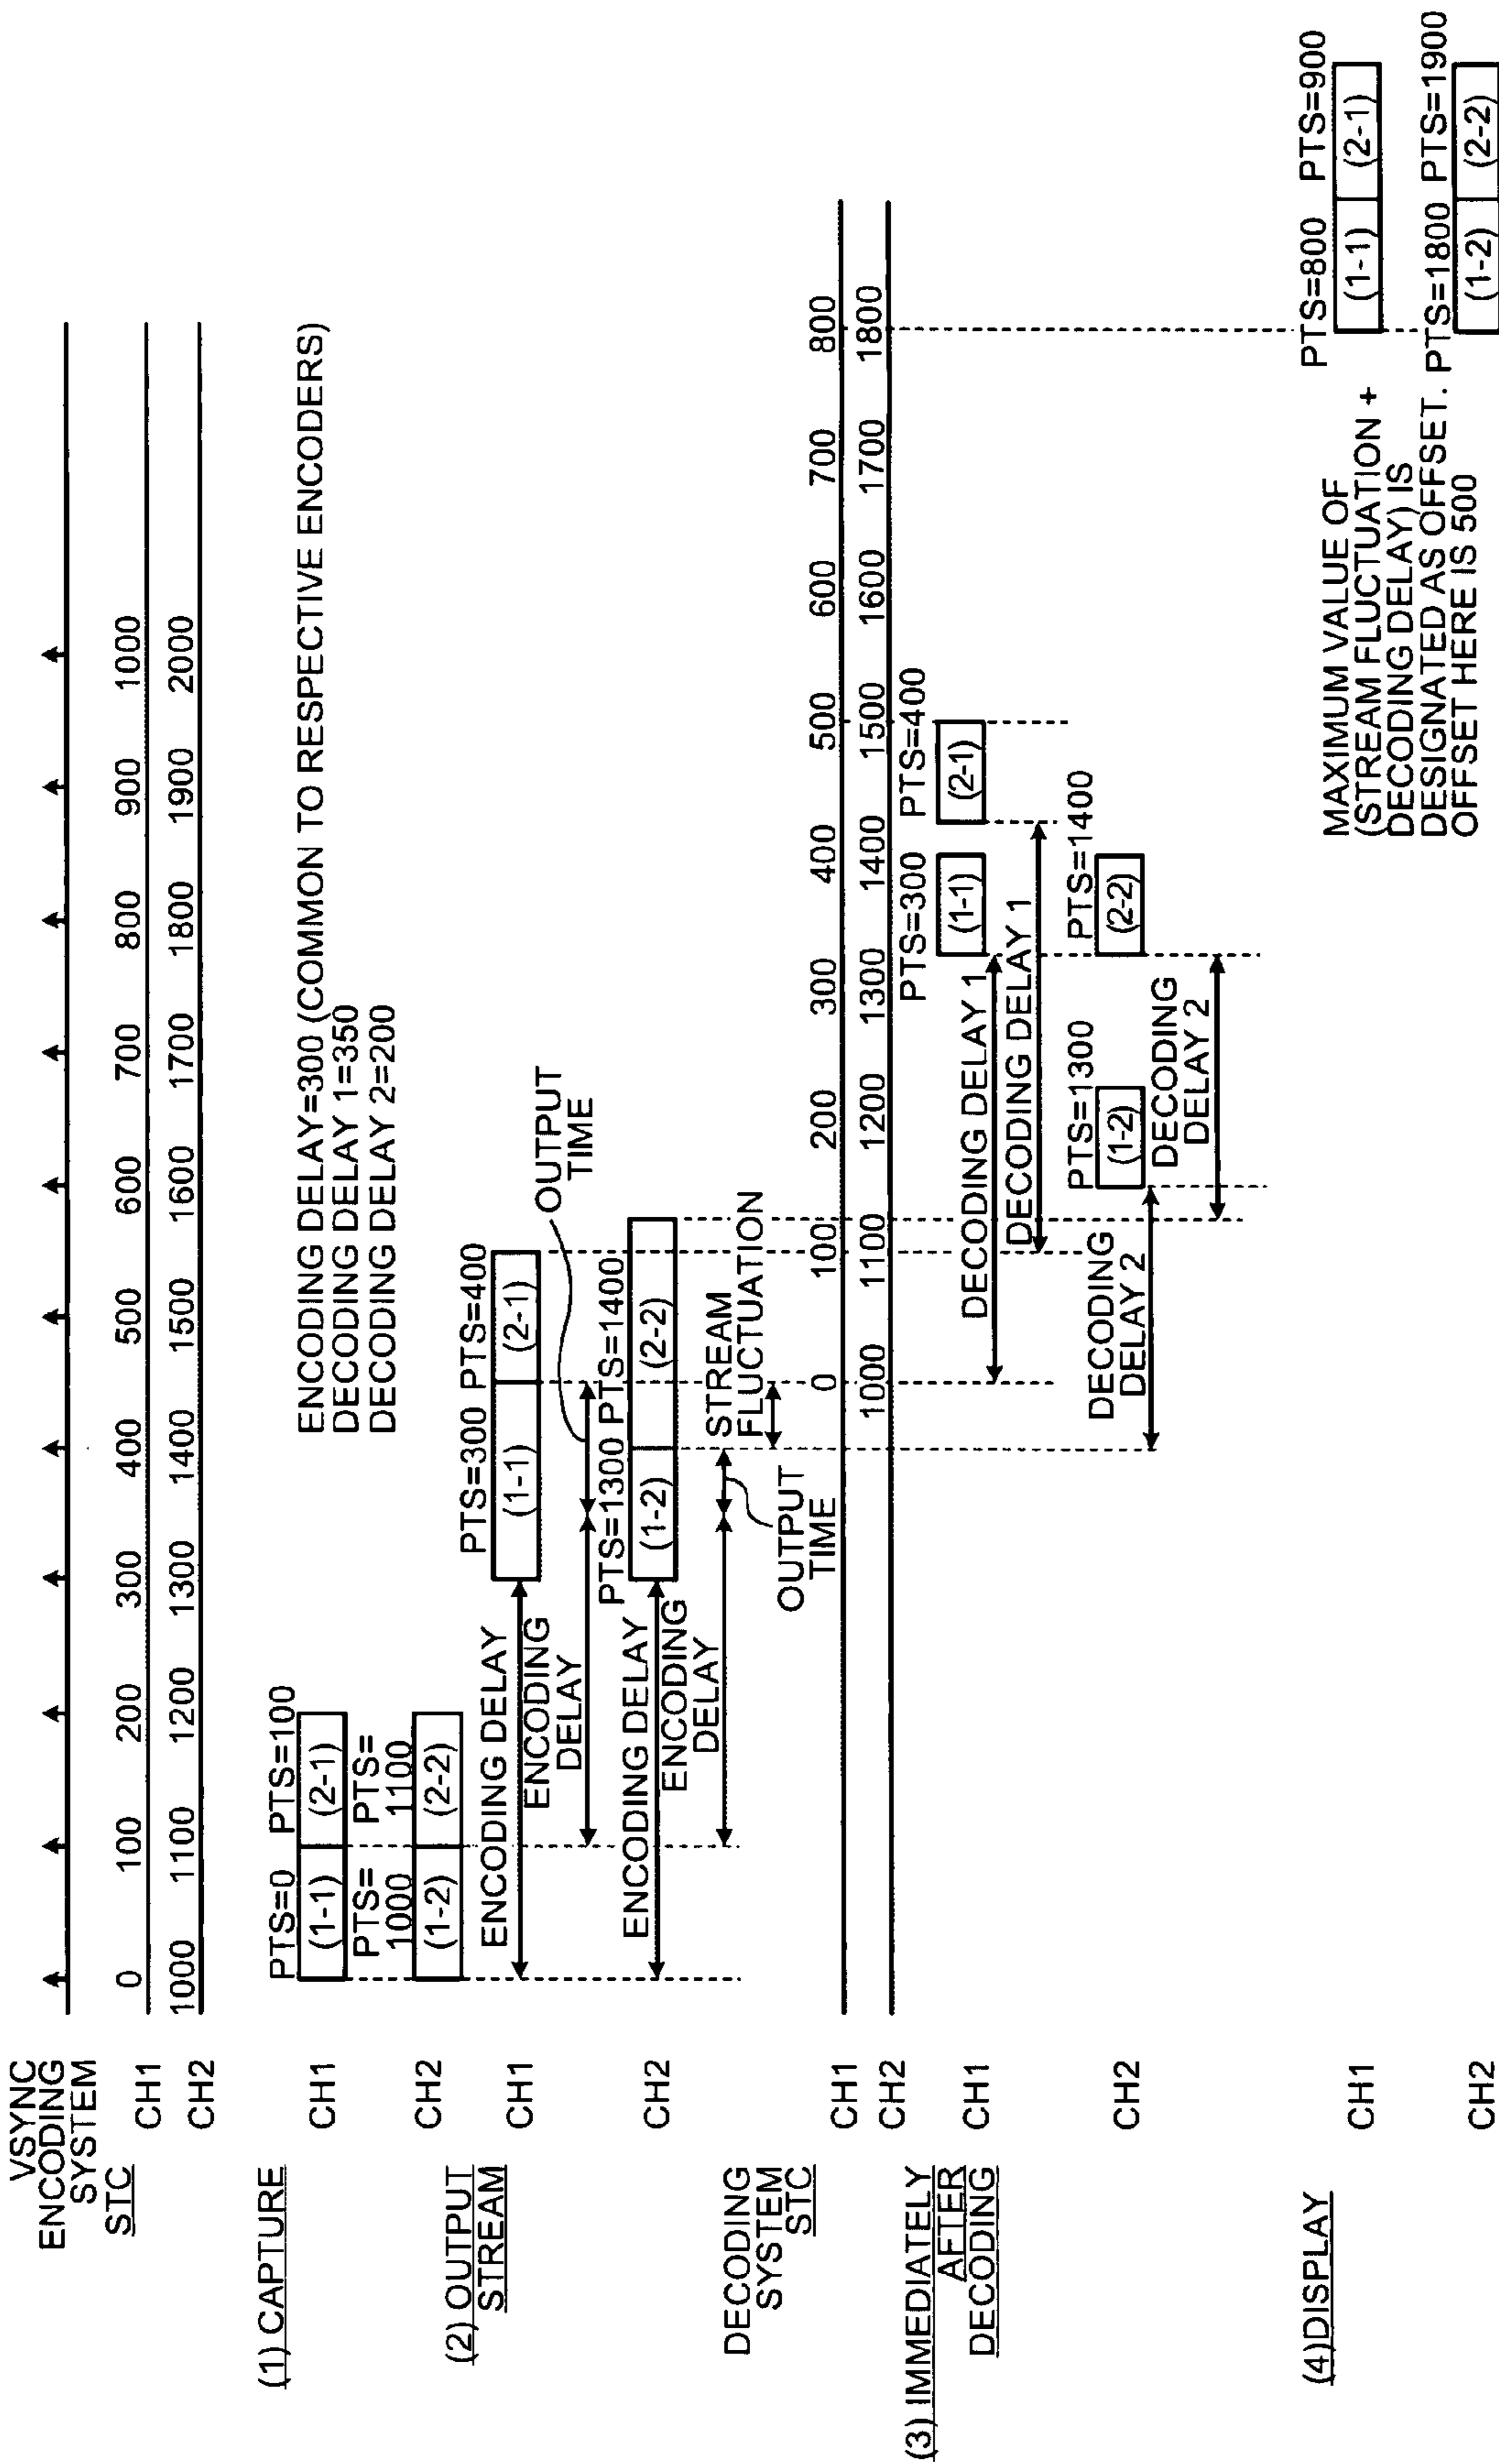 VSYNC
ENCODING
SYSTEM
STC
CH1
0 100 200 300 400 500 600 700 800 900 1000
CH2
1000 1100 1200 1300 1400 1500 1600 1700 1800 1900 2000
ENCODING DELAY=300 (COMMON TO RESPECTIVE ENCODERS)
DECODING DELAY 1=350
DECODING DELAY 2=200
(1) CAPTURE
CH1
PTS=0 PTS=100
(1-1) (2-1)
CH2
PTS=
1000
PTS=
1100
(1-2) (2-2)
(2) OUTPUT
STREAM
CH1
PTS=300 PTS=400
(1-1) (2-1)
ENCODING DELAY
ENCODING
DELAY
OUTPUT
TIME
CH2
PTS=1300 PTS=1400
(1-2) (2-2)
ENCODING DELAY
ENCODING
DELAY
OUTPUT
TIME
STREAM
FLUCTUATION
DECODING
SYSTEM
STC
CH1
0 100 200 300 400 500 600 700 800
CH2
1000 1100 1200 1300 1400 1500 1600 1700 1800
(3) IMMEDIATELY
AFTER
DECODING
CH1
PTS=300 PTS=400
(1-1) (2-1)
DECODING DELAY 1
DECODING DELAY 1
CH2
PTS=1300 PTS=1400
(1-2) (2-2)
DECODING
DELAY 2
DECODING
DELAY 2
(4)DISPLAY
CH1
PTS=800 PTS=900
(1-1) (2-1)
CH2
PTS=1800 PTS=1900
(1-2) (2-2)
MAXIMUM VALUE OF
(STREAM FLUCTUATION +
DECODING DELAY) IS
DESIGNATED AS OFFSET.
OFFSET HERE IS 500